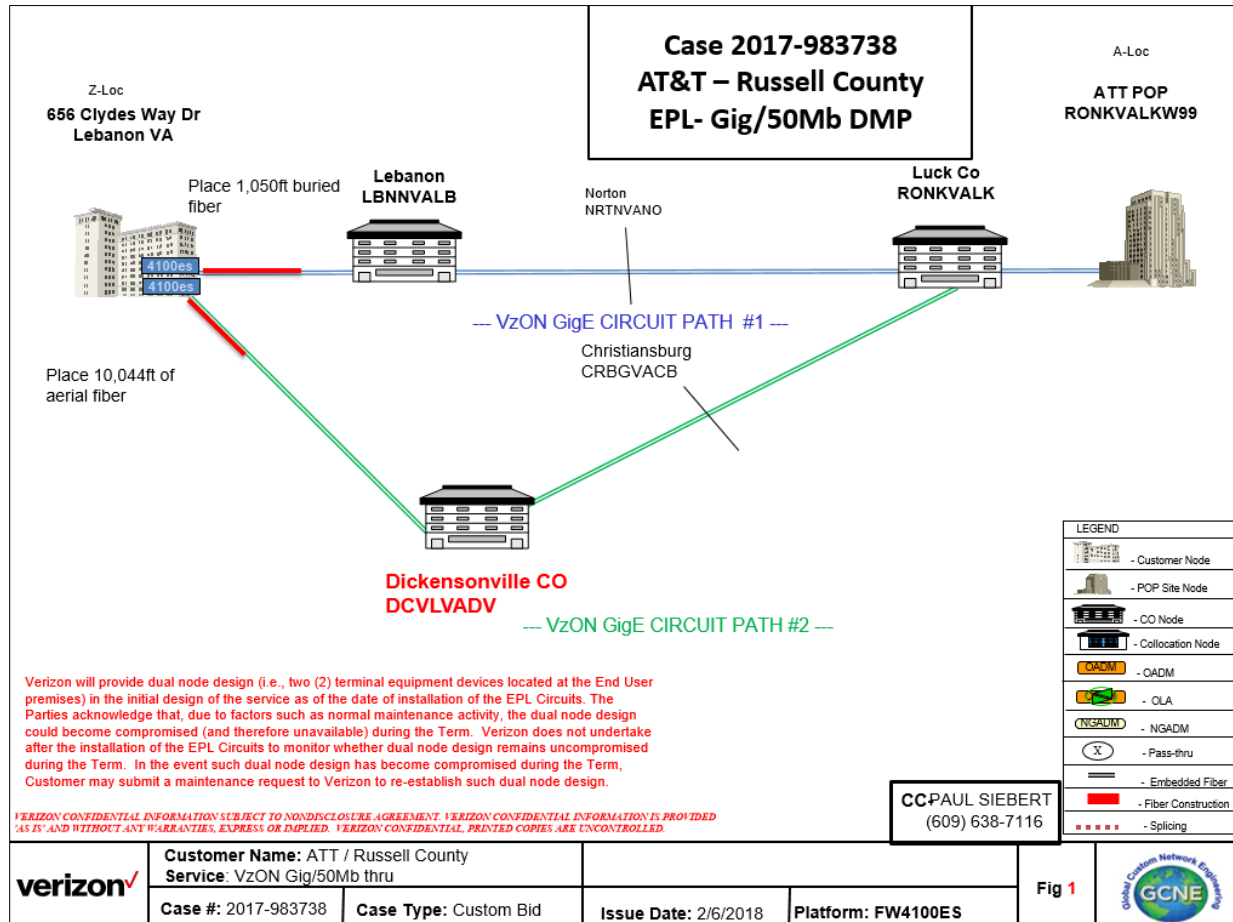 Case 2017-983738
AT&T – Russell County
EPL- Gig/50Mb DMP
Z-Loc
656 Clydes Way Dr
Lebanon VA
A-Loc
ATT POP
RONKVALKW99
Place 1,050ft buried
fiber
Lebanon
LBNNVALB
Norton
NRTNVANO
Luck Co
RONKVALK
4100es
4100es
--- VzON GigE CIRCUIT PATH #1 ---
Place 10,044ft of
aerial fiber
Christiansburg
CRBGVACB
Dickensonville CO
DCVLVADV
--- VzON GigE CIRCUIT PATH #2 ---
LEGEND
- Customer Node
- POP Site Node
- CO Node
- Collocation Node
OADM - OADM
- OLA
NGADM - NGADM
X - Pass-thru
- Embedded Fiber
- Fiber Construction
- Splicing
Verizon will provide dual node design (i.e., two (2) terminal equipment devices located at the End User
premises) in the initial design of the service as of the date of installation of the EPL Circuits. The
Parties acknowledge that, due to factors such as normal maintenance activity, the dual node design
could become compromised (and therefore unavailable) during the Term. Verizon does not undertake
after the installation of the EPL Circuits to monitor whether dual node design remains uncompromised
during the Term. In the event such dual node design has become compromised during the Term,
Customer may submit a maintenance request to Verizon to re-establish such dual node design.
CC-PAUL SIEBERT
(609) 638-7116
VERIZON CONFIDENTIAL INFORMATION SUBJECT TO NONDISCLOSURE AGREEMENT. VERIZON CONFIDENTIAL INFORMATION IS PROVIDED
'AS IS' AND WITHOUT ANY WARRANTIES, EXPRESS OR IMPLIED. VERIZON CONFIDENTIAL, PRINTED COPIES ARE UNCONTROLLED.
verizon
Customer Name: ATT / Russell County
Service: VzON Gig/50Mb thru
Case #: 2017-983738
Case Type: Custom Bid
Issue Date: 2/6/2018
Platform: FW4100ES
Fig 1
Global Custom Network Engineering
GCNE